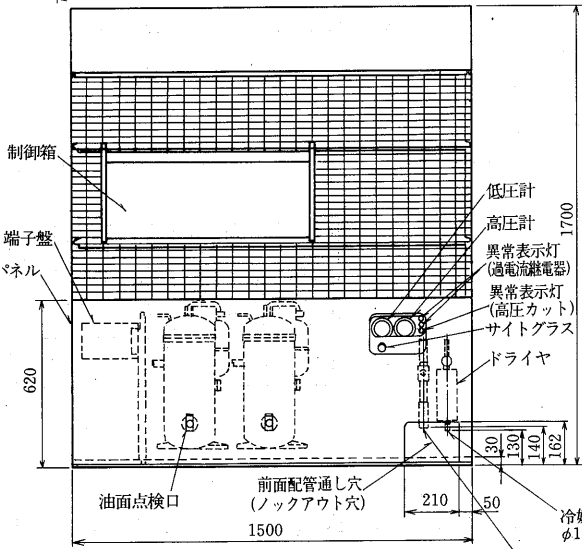 制御箱
端子盤
パネル
620
油面点検口
1500
前面配管通し穴
(ノックアウト穴)
低圧計
高圧計
異常表示灯
(過電流継電器)
異常表示灯
(高圧カット)
サイトグラス
ドライヤ
1700
30
130
140
162
210
50
φ1